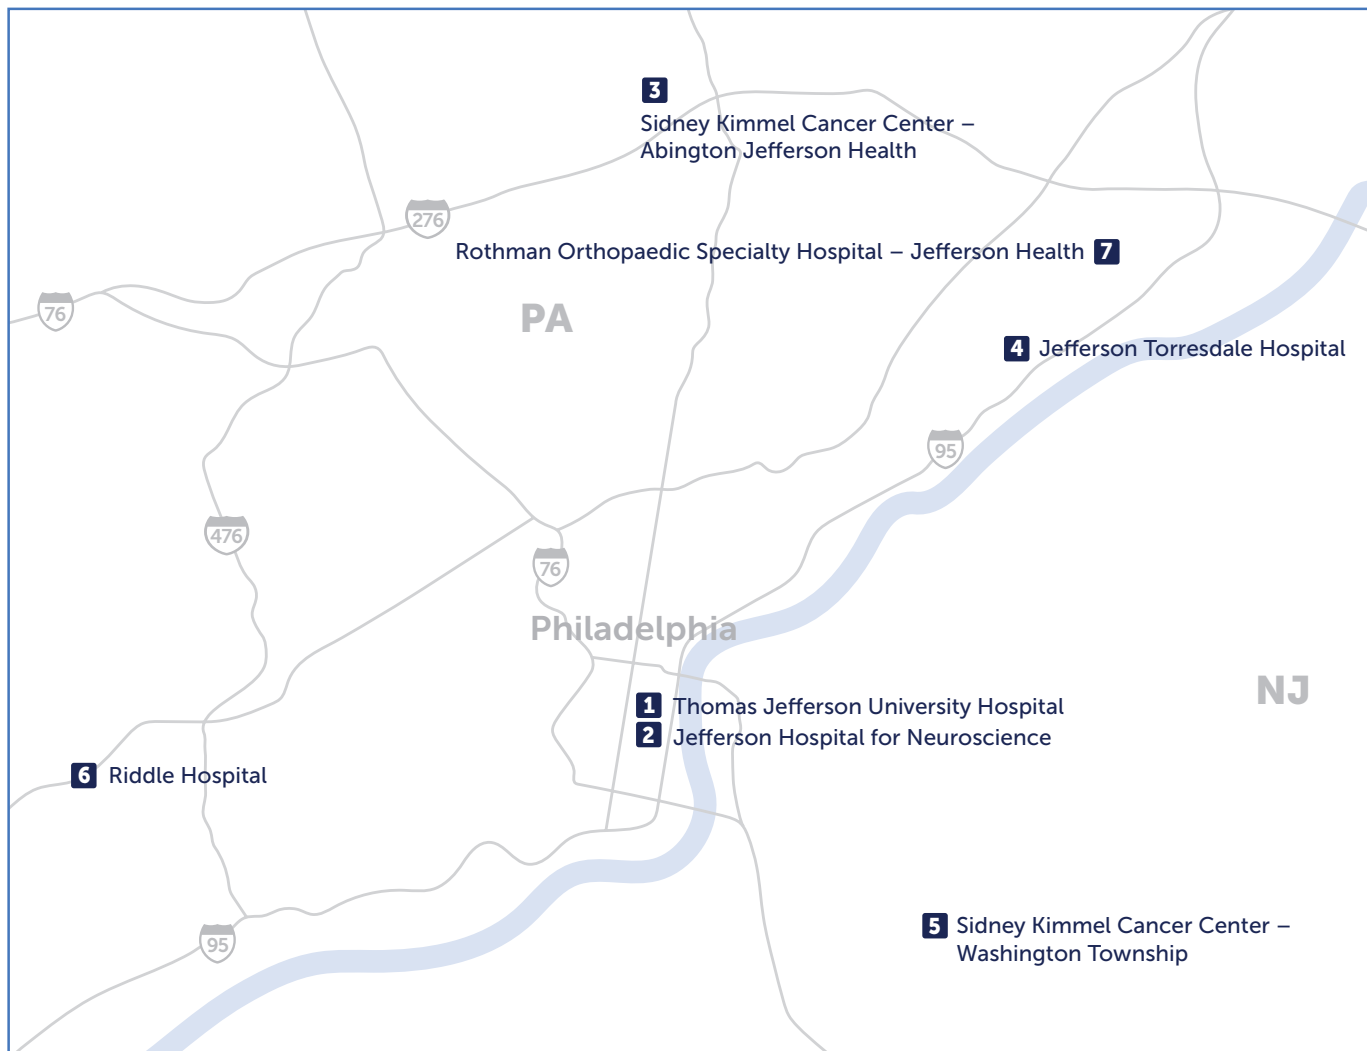 3
Sidney Kimmel Cancer Center –
Abington Jefferson Health
276
Rothman Orthopaedic Specialty Hospital – Jefferson Health 7
76
PA
4 Jefferson Torresdale Hospital
95
476
76
Philadelphia
NJ
1 Thomas Jefferson University Hospital
2 Jefferson Hospital for Neuroscience
6 Riddle Hospital
5 Sidney Kimmel Cancer Center –
Washington Township
95